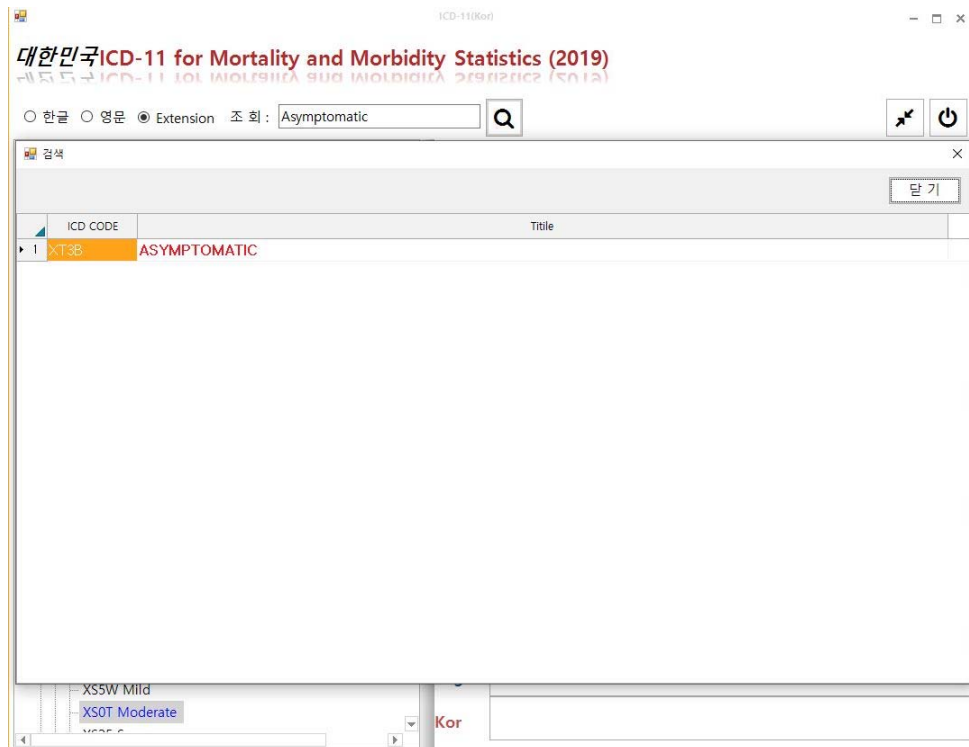 ICD-11(Kor)
대한민국ICD-11 for Mortality and Morbidity Statistics (2019)
한글 영문 Extension 조 회 : Asymptomatic
검색
닫 기
ICD CODE Titile
1 XT3B ASYMPTOMATIC
XS5W Mild
XS0T Moderate
Kor